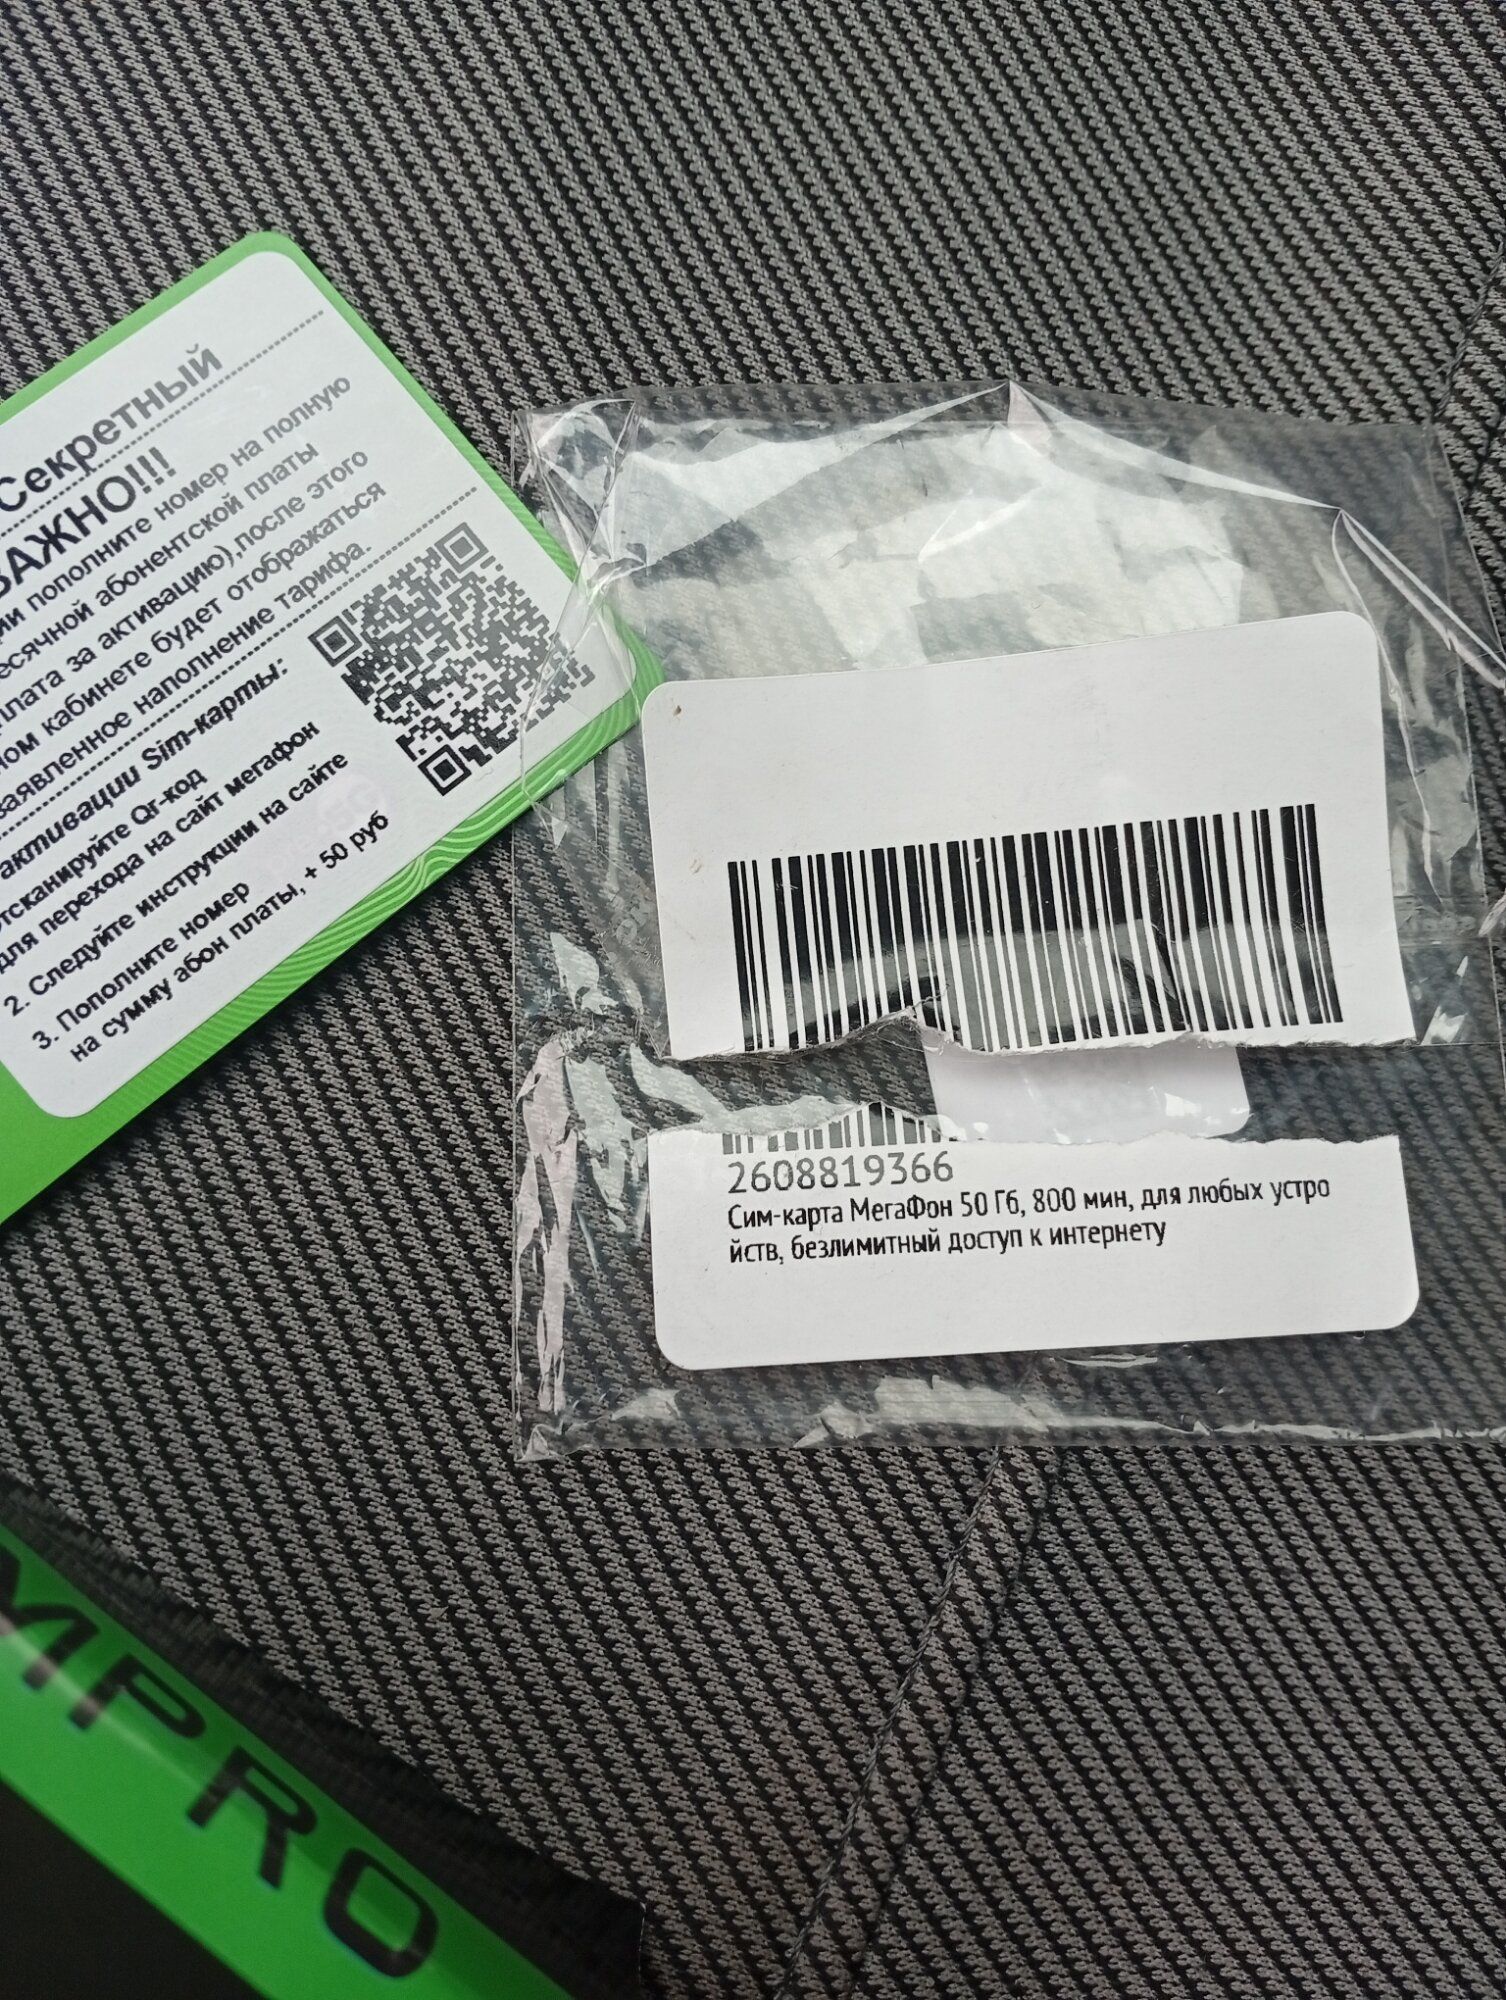 Секретный
ВАЖНО!!!
пополните номер на полную
абонентской платы
плата за активацию),после этого
кабинете будет отображаться
заявленное наполнение тарифа.
активации Sim-карты:
Отсканируйте Qr-код
для перехода на сайт мегафон
2. Следуйте инструкции на сайте
3. Пополните номер
на сумму абон платы, + 50 руб
2608819366
Сим-карта МегаФон 50 Гб, 800 мин, для любых устро
йств, безлимитный доступ к интернету
MPRO